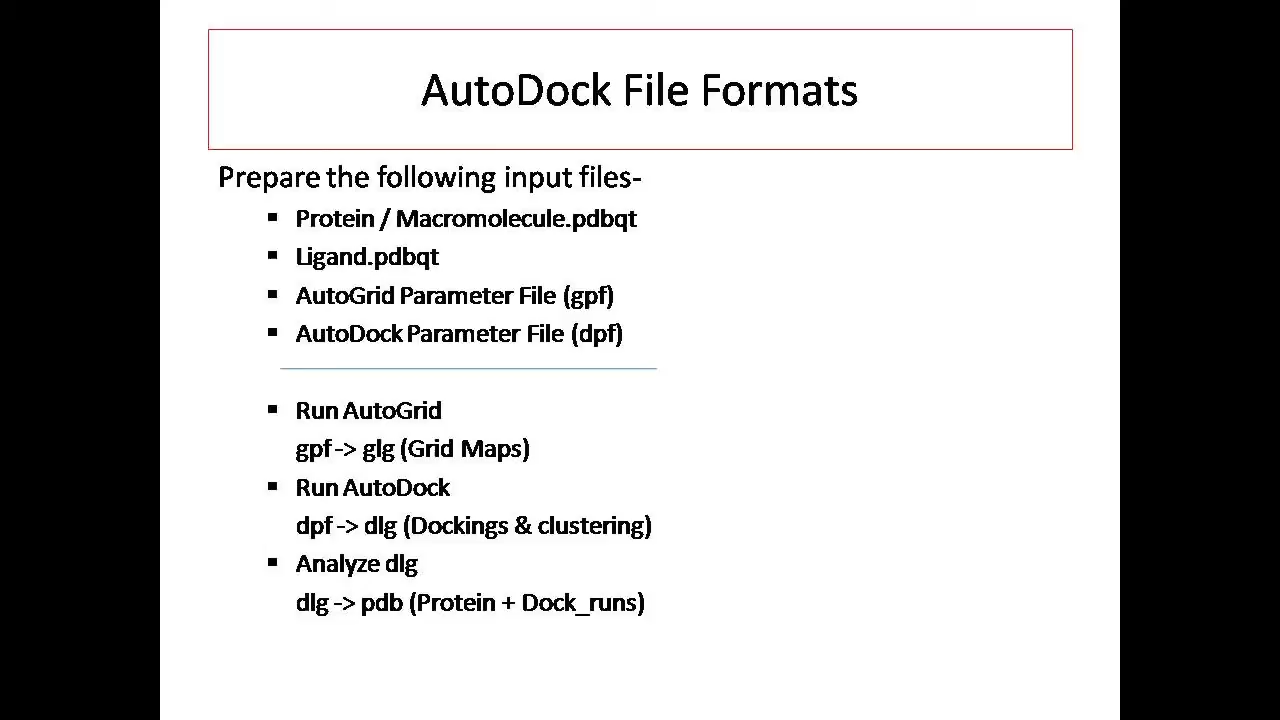 AutoDock File Formats
Prepare the following input files-
▪ Protein / Macromolecule.pdbqt
▪ Ligand.pdbqt
▪ AutoGrid Parameter File (gpf)
▪ AutoDock Parameter File (dpf)
▪ Run AutoGrid
gpf -> glg (Grid Maps)
▪ Run AutoDock
dpf -> dlg (Dockings & clustering)
▪ Analyze dlg
dlg -> pdb (Protein + Dock_runs)